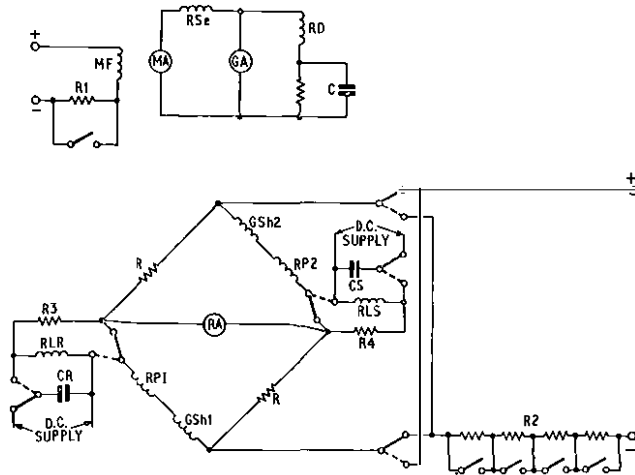 RSe
RD
+
MF
MA
GA
R1
C
−
+
GSh2
D.C.
SUPPLY
R
RP2
CS
R3
RLS
RA
R4
RLR
RP1
R
CR
R2
GSh1
D.C.
SUPPLY
−